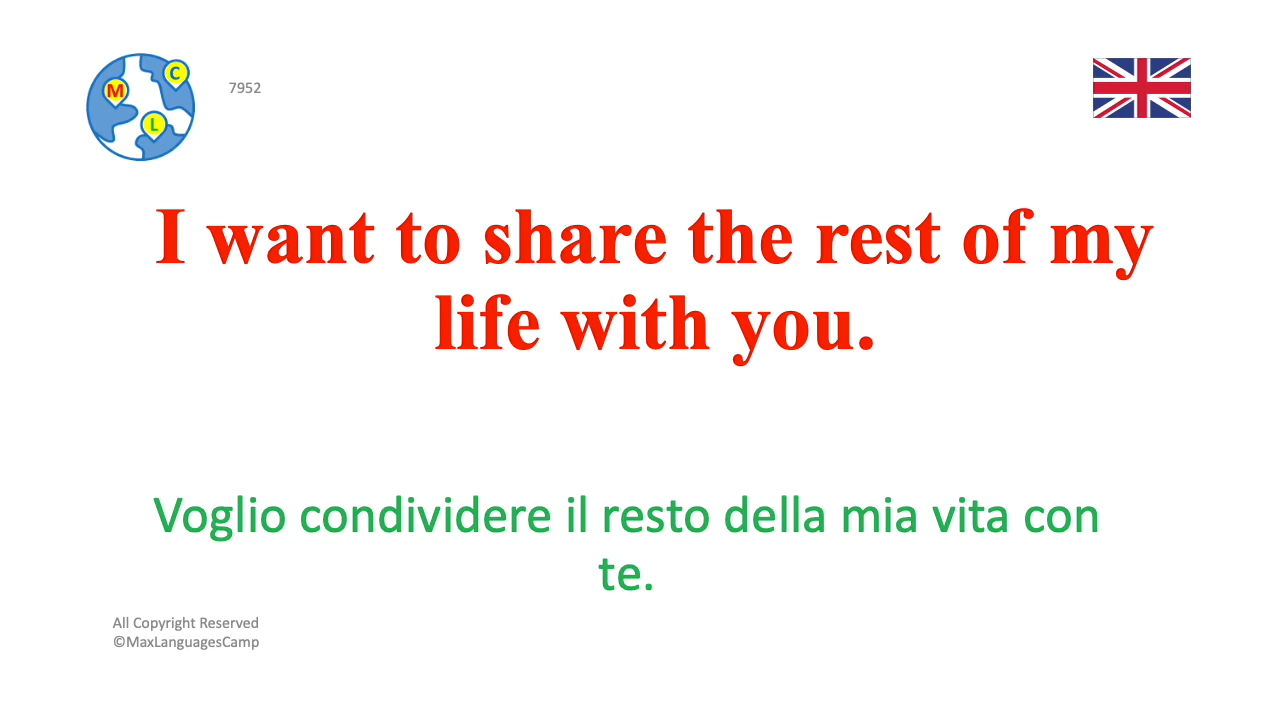 M
C
L
7952
I want to share the rest of my
life with you.
Voglio condividere il resto della mia vita con
te.
All Copyright Reserved
©MaxLanguagesCamp